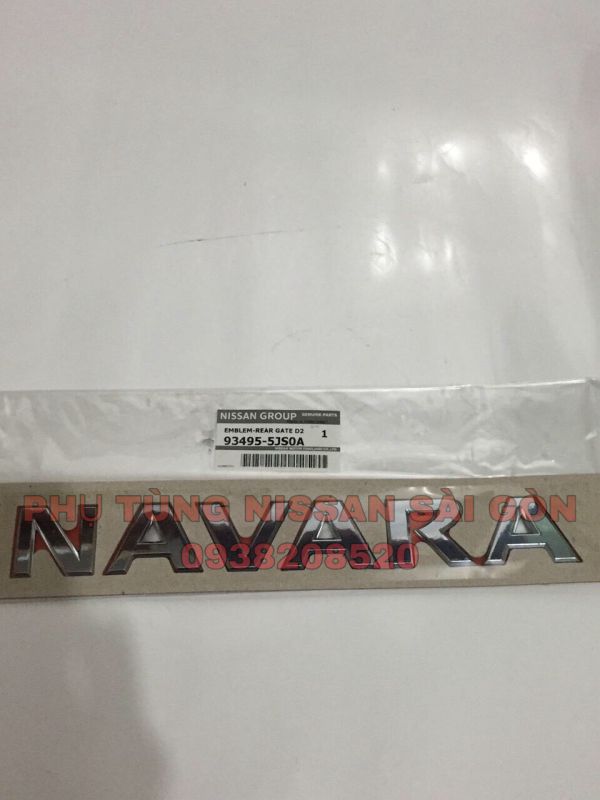 NISSAN GROUP GENUINE PARTS
EMBLEM-REAR GATE D2 1
93495-5JS0A
NAVARA
PHỤ TÙNG NISSAN SÀI GÒN
0938208520